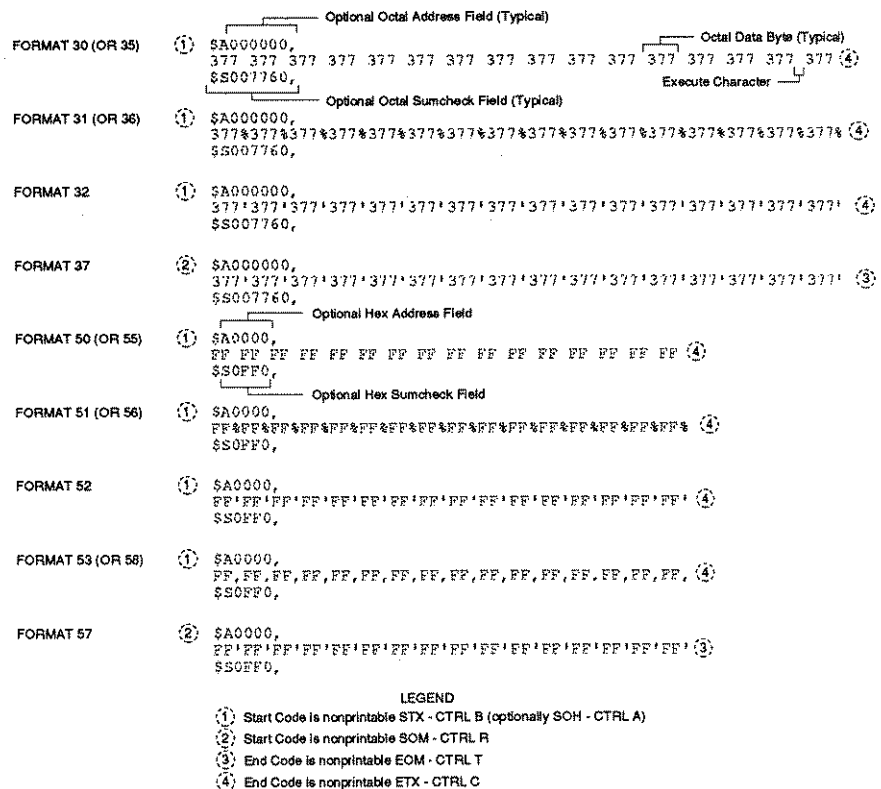 Optional Octal Address Field (Typical)
FORMAT 30 (OR 35) 1 $A000000, Octal Data Byte (Typical)
377 377 377 377 377 377 377 377 377 377 377 377 377 377 377 377 4
$S007760, Execute Character
Optional Octal Sumcheck Field (Typical)
FORMAT 31 (OR 36) 1 $A000000,
377%377%377%377%377%377%377%377%377%377%377%377%377%377%377%377% 4
$S007760,
FORMAT 32 1 $A000000,
377'377'377'377'377'377'377'377'377'377'377'377'377'377'377'377' 4
$S007760,
FORMAT 37 2 $A000000,
377'377'377'377'377'377'377'377'377'377'377'377'377'377'377'377' 3
$S007760,
Optional Hex Address Field
FORMAT 50 (OR 55) 1 $A0000,
FF FF FF FF FF FF FF FF FF FF FF FF FF FF FF FF 4
$S0FF0,
Optional Hex Sumcheck Field
FORMAT 51 (OR 56) 1 $A0000,
FF%FF%FF%FF%FF%FF%FF%FF%FF%FF%FF%FF%FF%FF%FF%FF% 4
$S0FF0,
FORMAT 52 1 $A0000,
FF'FF'FF'FF'FF'FF'FF'FF'FF'FF'FF'FF'FF'FF'FF'FF' 4
$S0FF0,
FORMAT 53 (OR 58) 1 $A0000,
FF,FF,FF,FF,FF,FF,FF,FF,FF,FF,FF,FF,FF,FF,FF,FF, 4
$S0FF0,
FORMAT 57 2 $A0000,
FF'FF'FF'FF'FF'FF'FF'FF'FF'FF'FF'FF'FF'FF'FF'FF' 3
$S0FF0,
LEGEND
1 Start Code is nonprintable STX - CTRL B (optionally SOH - CTRL A)
2 Start Code is nonprintable SOM - CTRL R
3 End Code is nonprintable EOM - CTRL T
4 End Code is nonprintable ETX - CTRL C